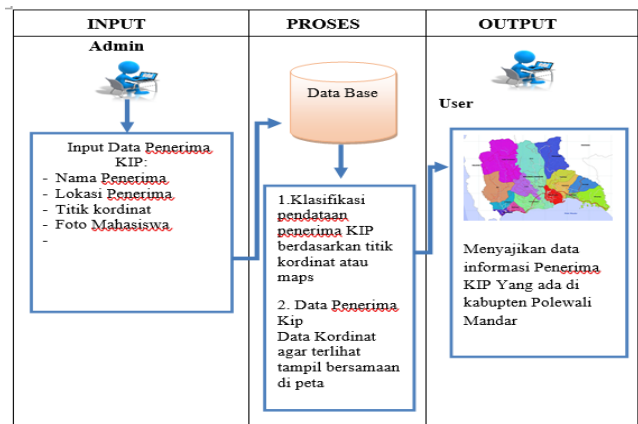 INPUT
PROSES
OUTPUT
Admin
Input Data Penerima
KIP:
- Nama Penerima
- Lokasi Penerima
- Titik kordinat
- Foto Mahasiswa
-
Data Base
1.Klasifikasi
pendataan
penerima KIP
berdasarkan titik
kordinat atau
maps
2. Data Penerima
Kip
Data Kordinat
agar terlihat
tampil bersamaan
di peta
User
Menyajikan data
informasi Penerima
KIP Yang ada di
kabupten Polewali
Mandar